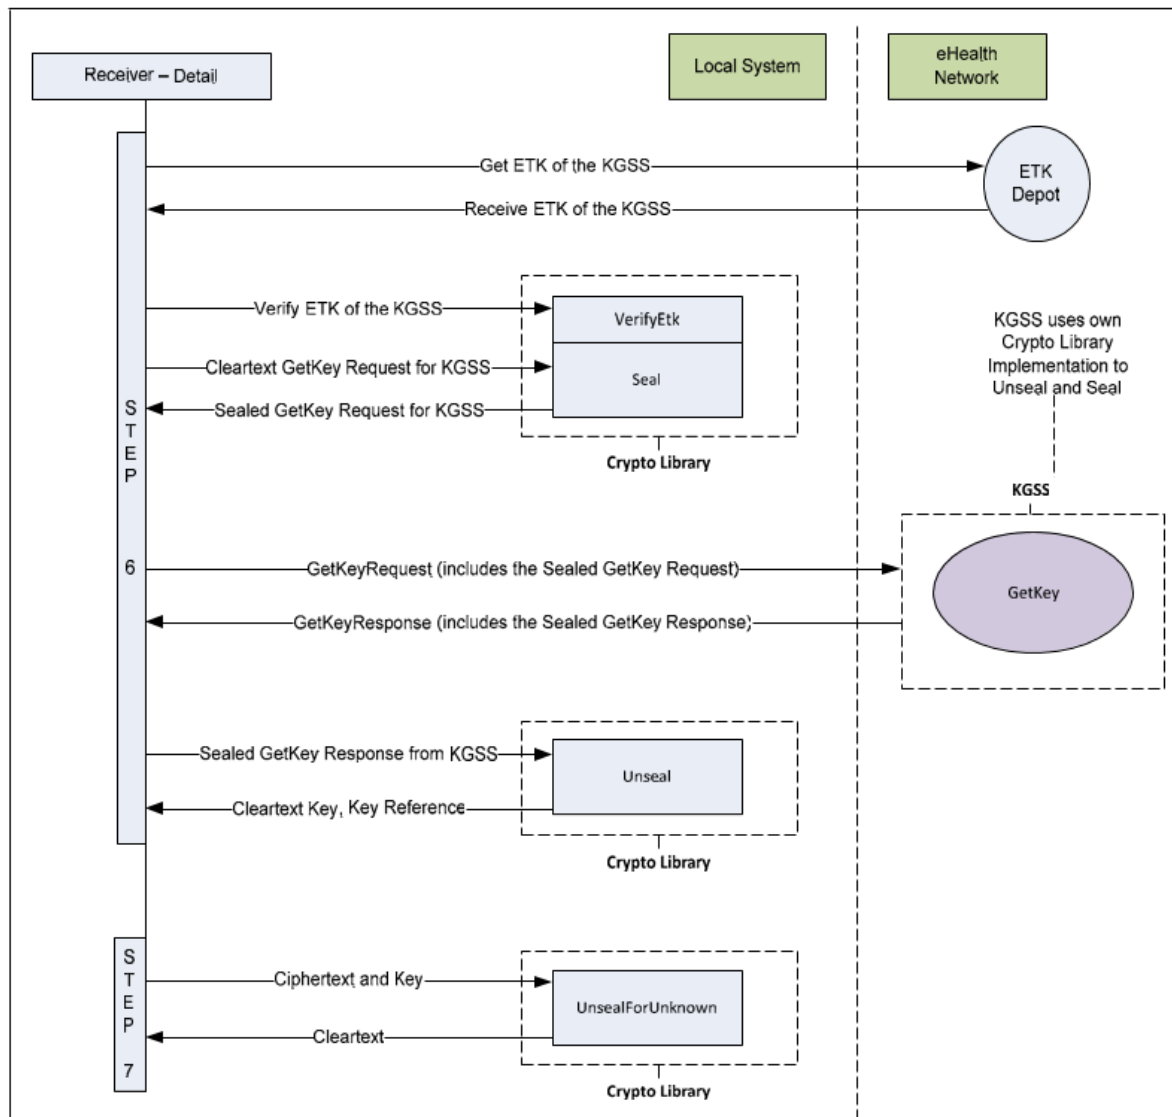 Receiver – Detail
Local System
eHealth
Network
Get ETK of the KGSS
ETK
Depot
Receive ETK of the KGSS
Verify ETK of the KGSS
VerifyEtk
KGSS uses own
Crypto Library
Implementation to
Unseal and Seal
Cleartext GetKey Request for KGSS
Seal
Sealed GetKey Request for KGSS
Crypto Library
S
T
E
P
6
KGSS
GetKeyRequest (includes the Sealed GetKey Request)
GetKey
GetKeyResponse (includes the Sealed GetKey Response)
Sealed GetKey Response from KGSS
Unseal
Cleartext Key, Key Reference
Crypto Library
S
T
E
P
7
Ciphertext and Key
UnsealForUnknown
Cleartext
Crypto Library